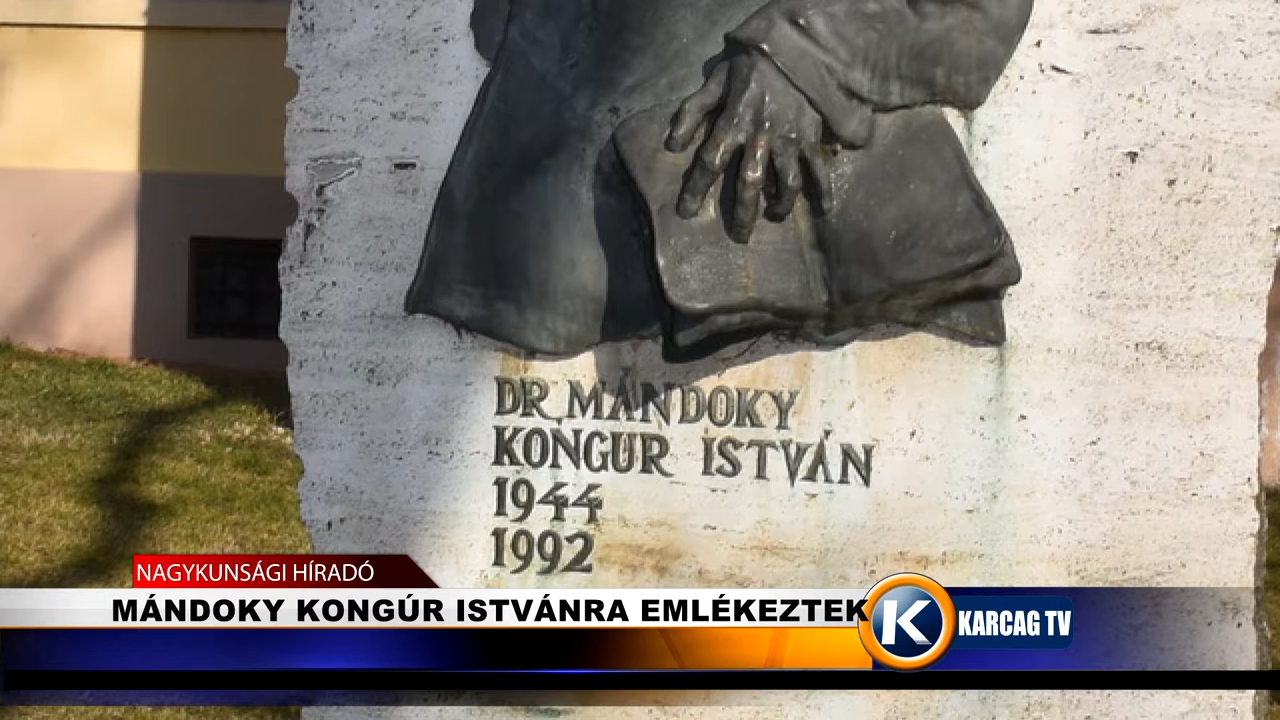 DR MÁNDOKY
KONGUR ISTVÁN
1944
1992
NAGYKUNSÁGI HÍRADÓ
MÁNDOKY KONGÚR ISTVÁNRA EMLÉKEZTEK
K KARCAG TV